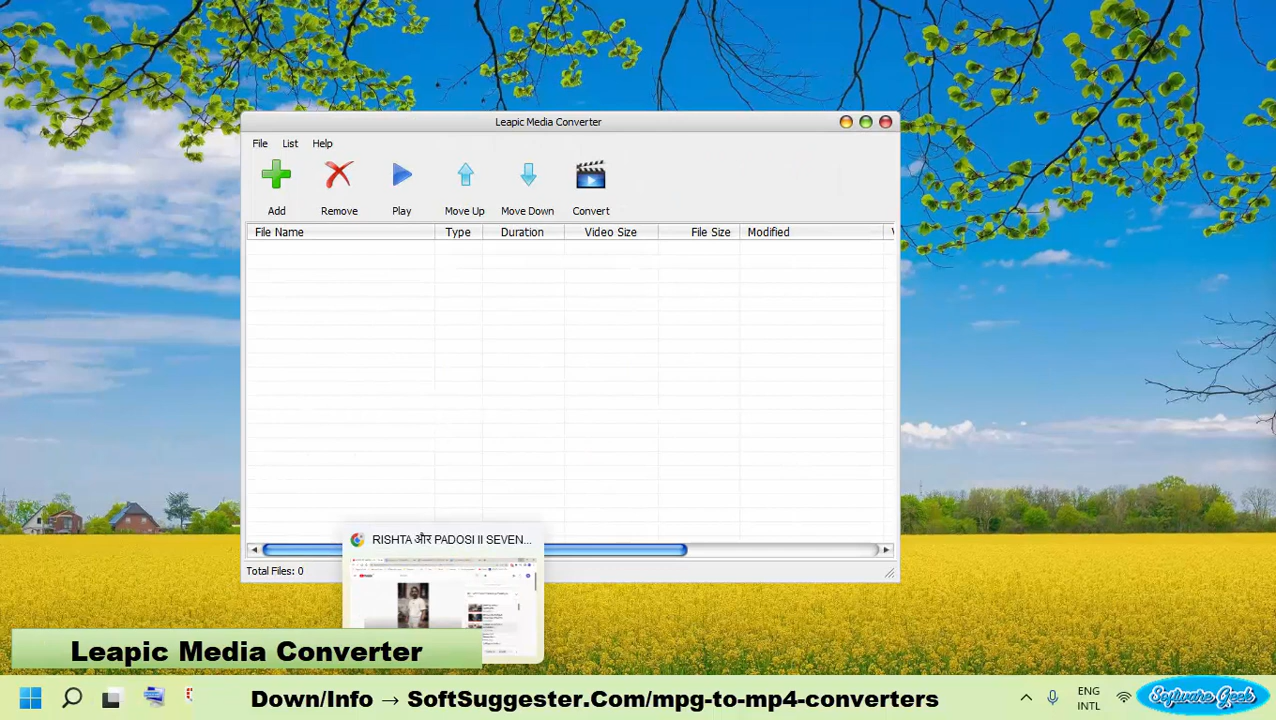 Leapic Media Converter
File List Help
Add Remove Play Move Up Move Down Convert
File Name Type Duration Video Size File Size Modified
RISHTA और PADOSI II SEVEN...
Total Files: 0
Leapic Media Converter
Down/Info → SoftSuggester.Com/mpg-to-mp4-converters
ENG
INTL
Software Geek